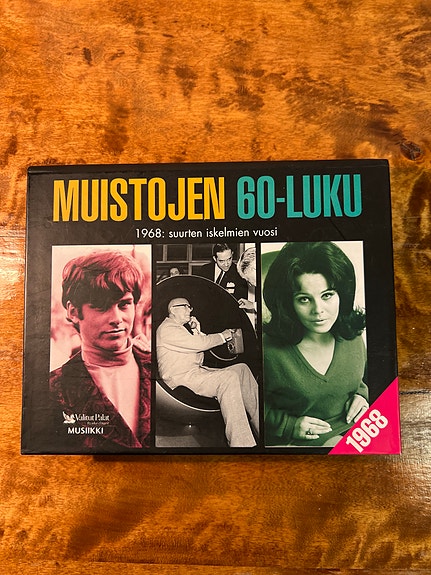 MUISTOJEN 60-LUKU
1968: suurten iskelmien vuosi
Valitut Palat
MUSIIKKI
1968